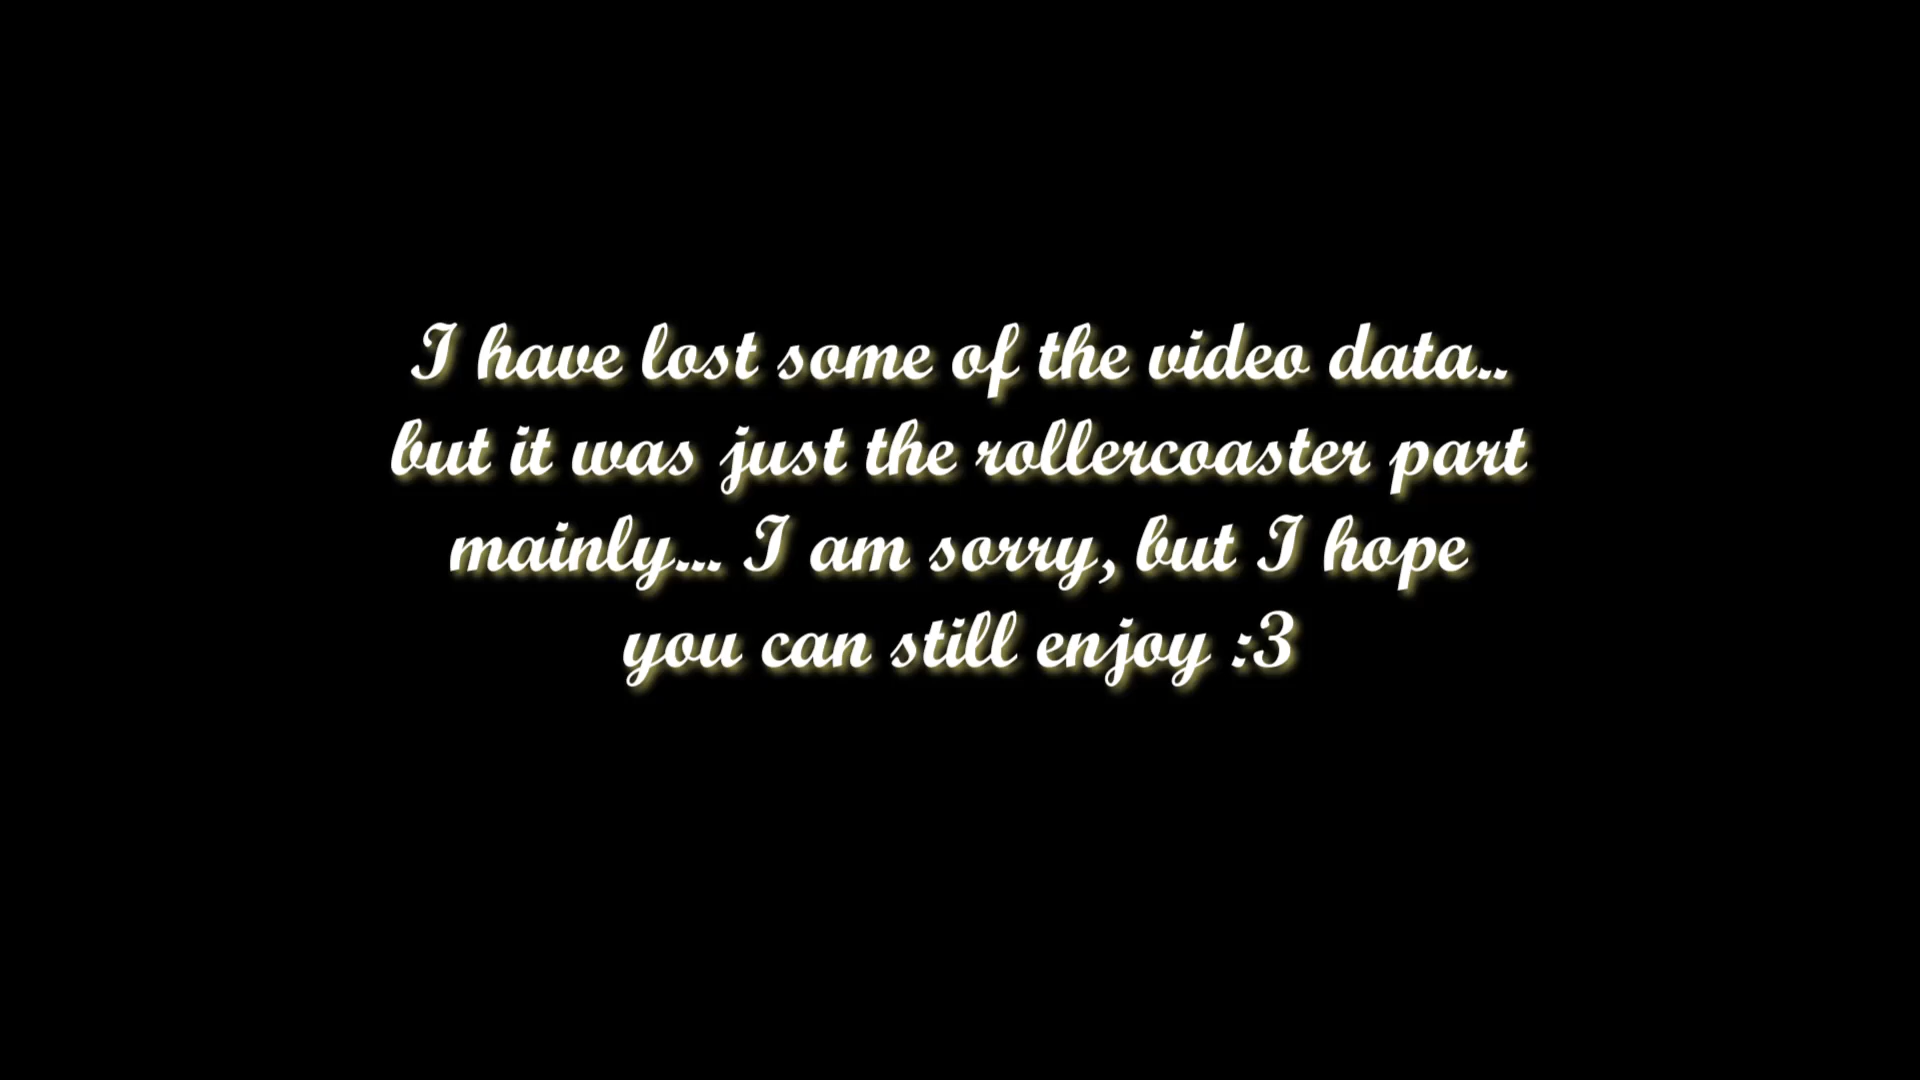 I have lost some of the video data..
but it was just the rollercoaster part
mainly... I am sorry, but I hope
you can still enjoy :3